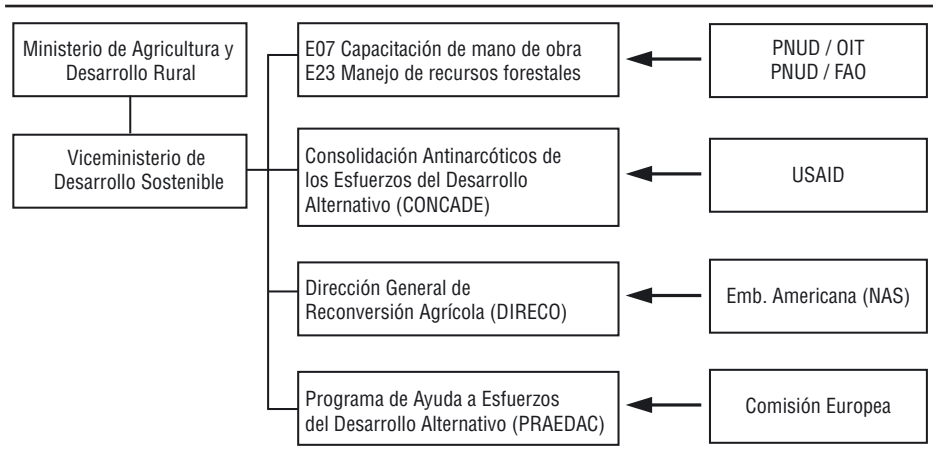 Ministerio de Agricultura y
Desarrollo Rural
Viceministerio de
Desarrollo Sostenible
E07 Capacitación de mano de obra
E23 Manejo de recursos forestales
PNUD / OIT
PNUD / FAO
Consolidación Antinarcóticos de
los Esfuerzos del Desarrollo
Alternativo (CONCADE)
USAID
Dirección General de
Reconversión Agrícola (DIRECO)
Emb. Americana (NAS)
Programa de Ayuda a Esfuerzos
del Desarrollo Alternativo (PRAEDAC)
Comisión Europea